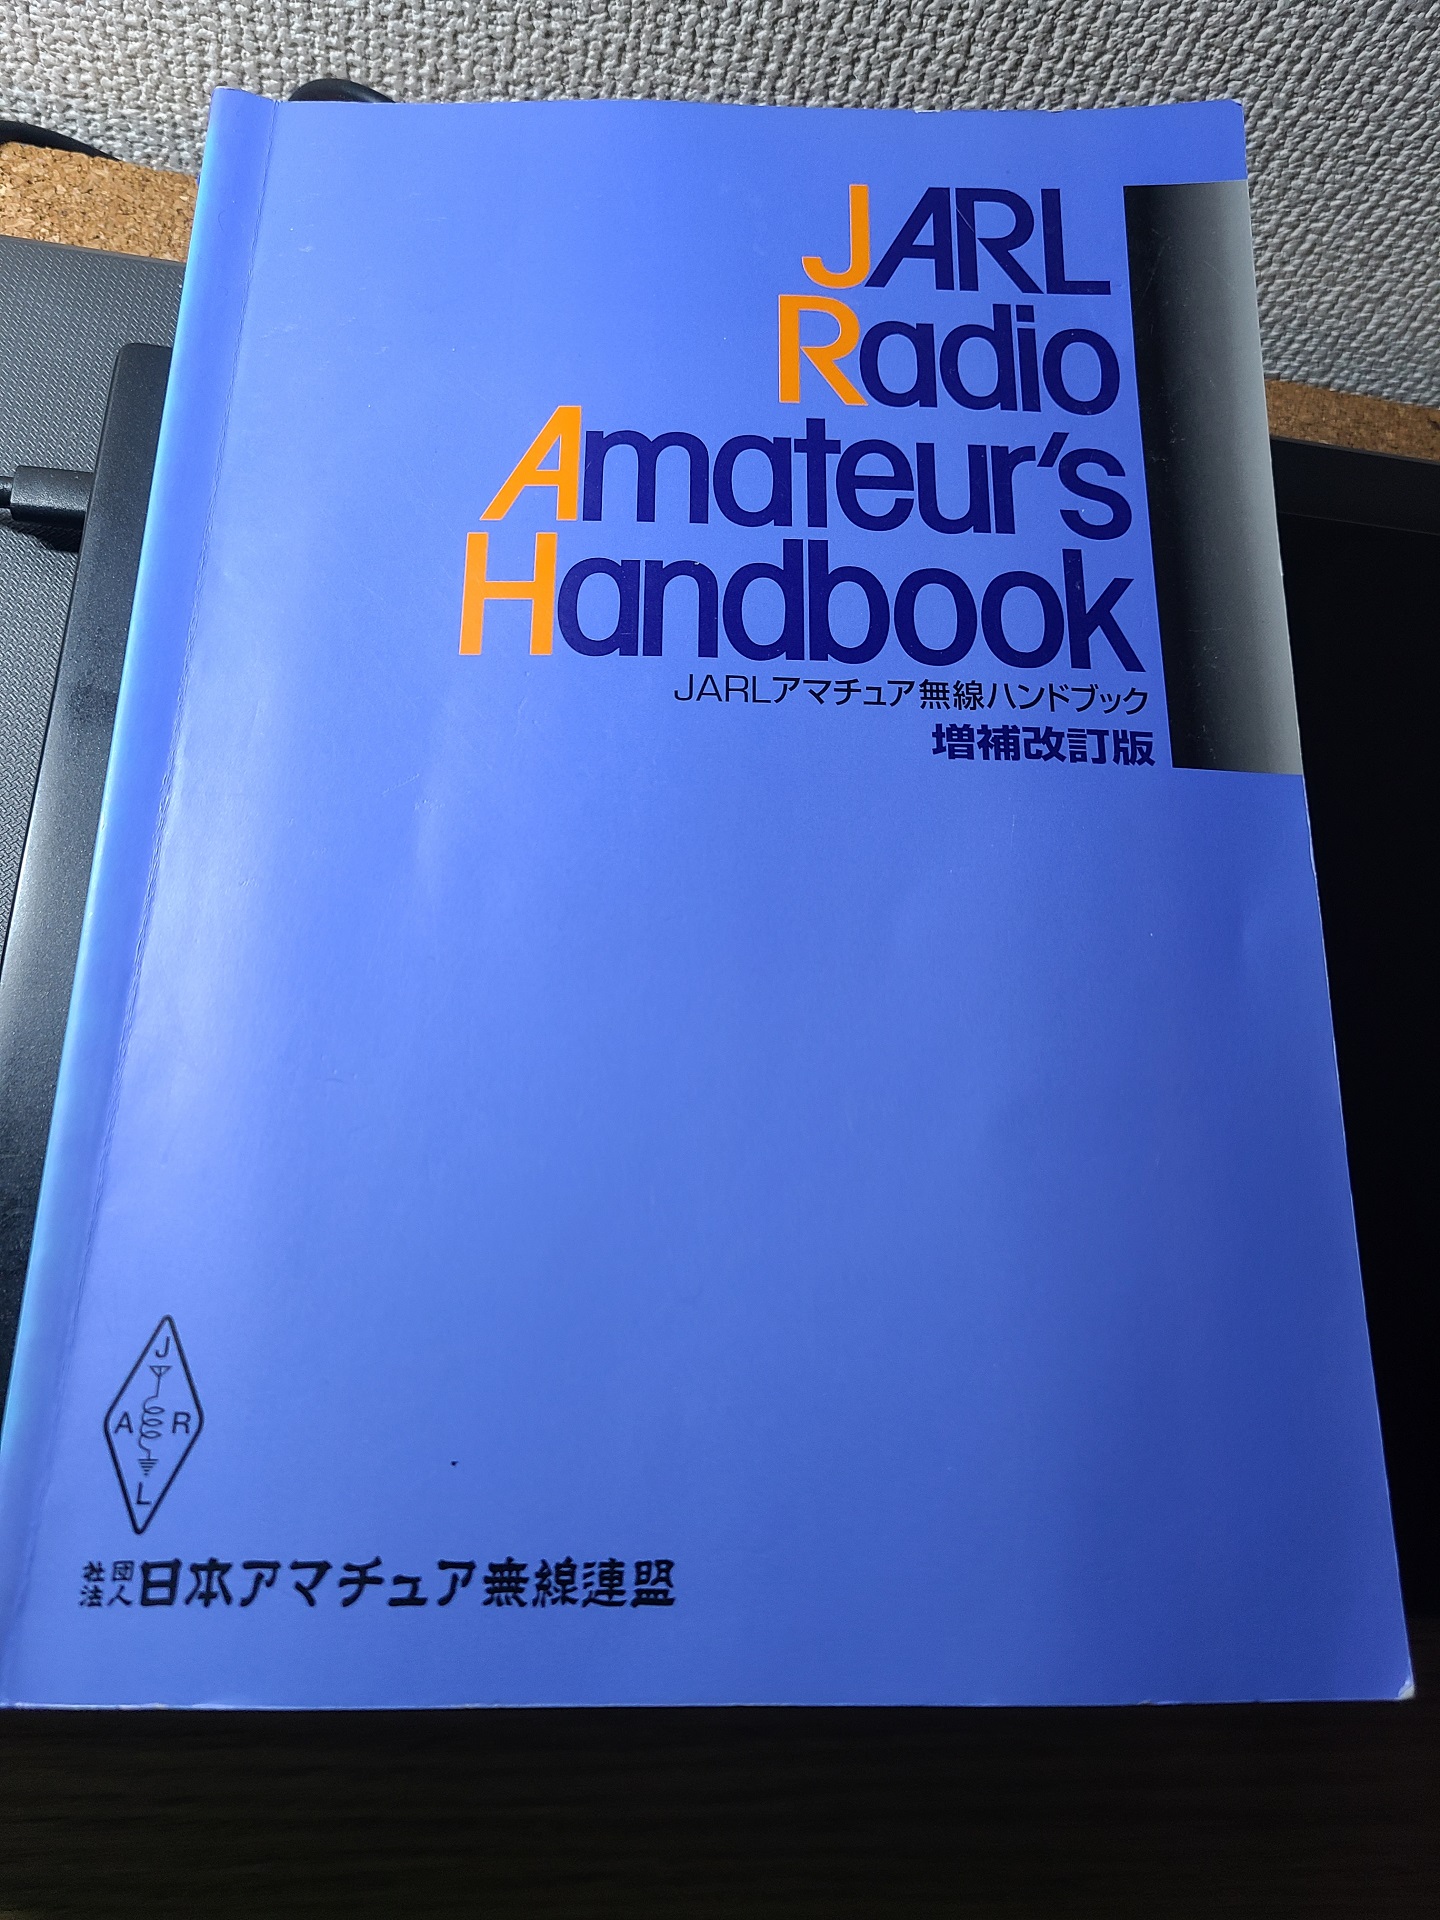 JARL
Radio
Amateur's
Handbook
JARLアマチュア無線ハンドブック
増補改訂版
J
A R
L
社団法人日本アマチュア無線連盟